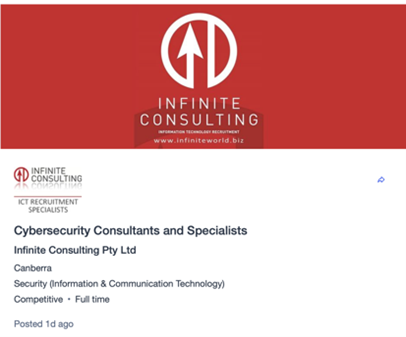 INFINITE
CONSULTING
INFORMATION TECHNOLOGY RECRUITMENT
www.infiniteworld.biz
INFINITE
CONSULTING
ICT RECRUITMENT
SPECIALISTS
Cybersecurity Consultants and Specialists
Infinite Consulting Pty Ltd
Canberra
Security (Information & Communication Technology)
Competitive • Full time
Posted 1d ago